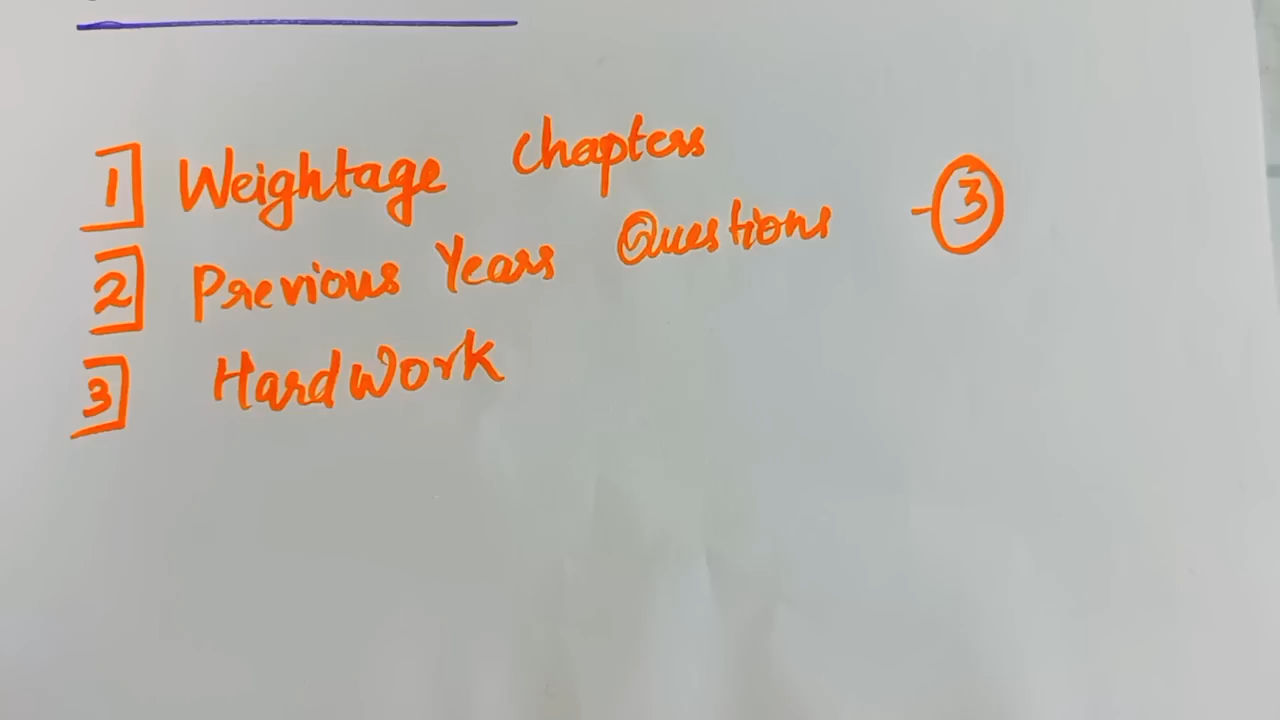 1] Weightage Chapters
2] Previous Years Questions - 3
3] HardWork